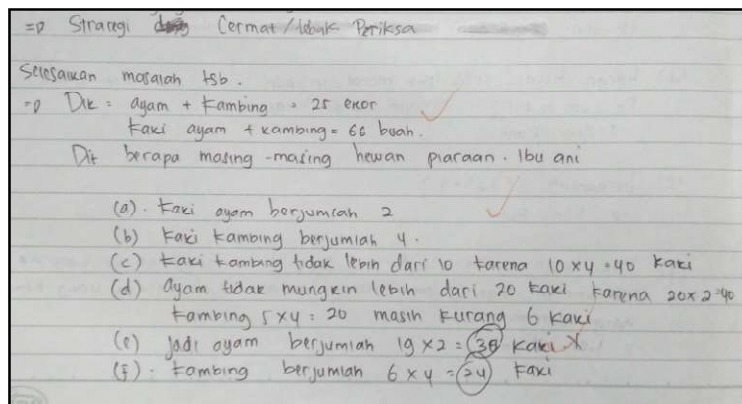 =D Strategi dng Cermat/tebak Periksa
Selesaikan masalah tsb.
=D Dik = ayam + kambing = 25 ekor
kaki ayam + kambing = 66 buah.
Dit berapa masing-masing hewan piaraan. Ibu ani
(a). kaki ayam berjumlah 2
(b) kaki kambing berjumlah 4.
(c) kaki kambing tidak lebih dari 10 karena 10 x 4 = 40 kaki
(d) ayam tidak mungkin lebih dari 20 kaki karena 20 x 2 = 40
kambing 5 x 4 = 20 masih kurang 6 kaki
(e) jadi ayam berjumlah 19 x 2 = 38 kaki
(f). kambing berjumlah 6 x 4 = 24 kaki